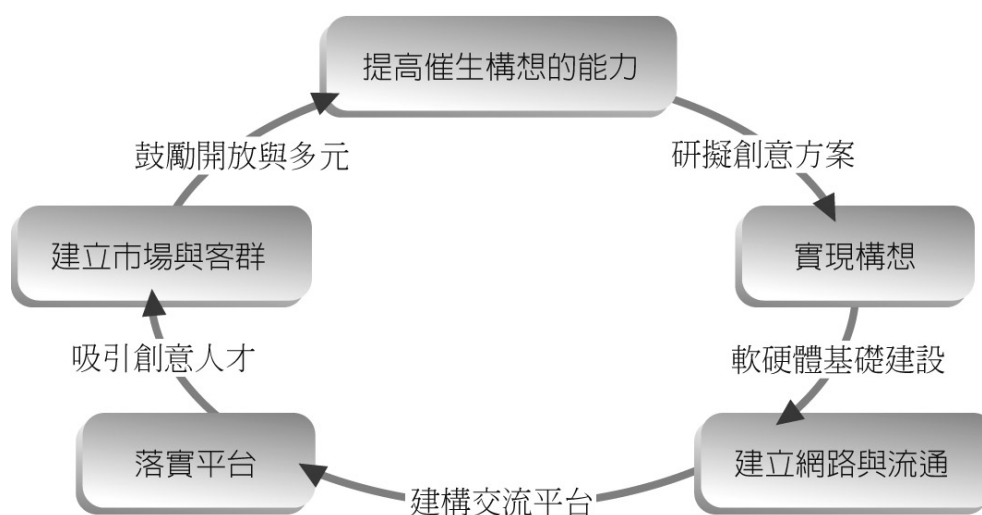 提高催生構想的能力
鼓勵開放與多元
研擬創意方案
建立市場與客群
實現構想
吸引創意人才
軟硬體基礎建設
落實平台
建立網路與流通
建構交流平台